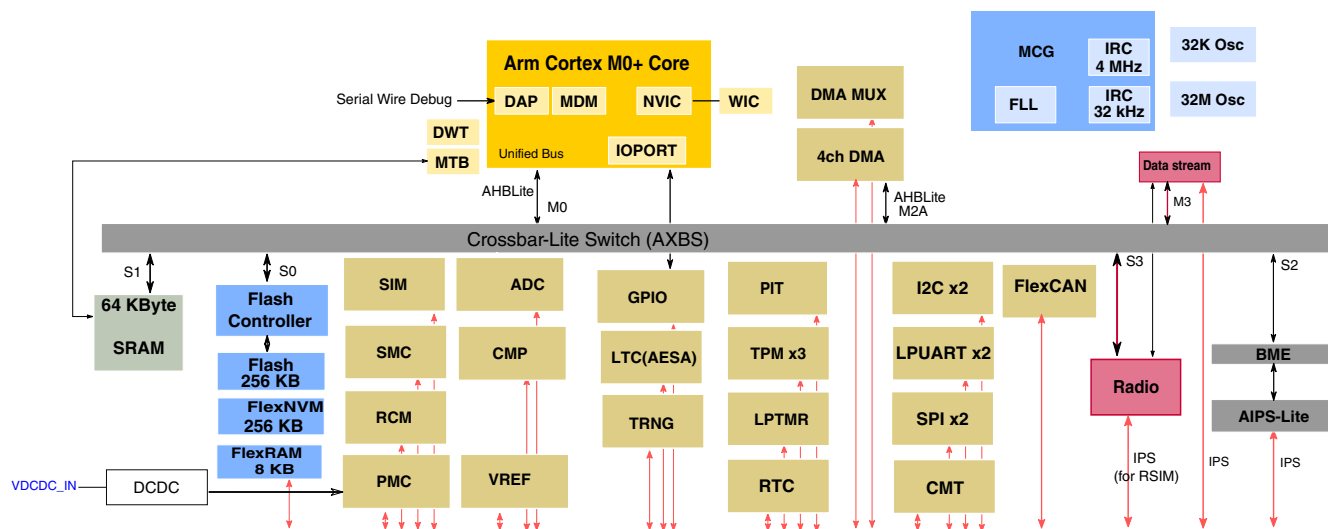 Arm Cortex M0+ Core
Serial Wire Debug
DAP
MDM
NVIC
WIC
DWT
MTB
Unified Bus
IOPORT
DMA MUX
4ch DMA
MCG
IRC
4 MHz
FLL
IRC
32 kHz
32K Osc
32M Osc
Data stream
AHBLite
M0
AHBLite
M2A
M3
Crossbar-Lite Switch (AXBS)
S1
S0
S3
S2
64 KByte
SRAM
Flash
Controller
Flash
256 KB
FlexNVM
256 KB
FlexRAM
8 KB
VDCDC_IN
DCDC
SIM
SMC
RCM
PMC
ADC
CMP
VREF
GPIO
LTC(AESA)
TRNG
PIT
TPM x3
LPTMR
RTC
I2C x2
LPUART x2
SPI x2
CMT
FlexCAN
Radio
IPS
(for RSIM)
IPS
BME
AIPS-Lite
IPS